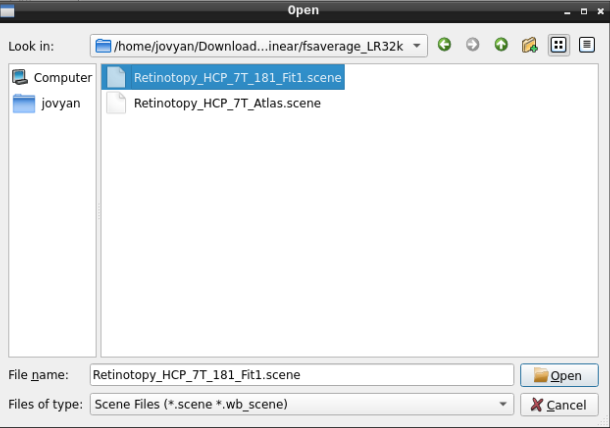 Open
Look in: /home/jovyan/Download...inear/fsaverage_LR32k
Computer
jovyan
Retinotopy_HCP_7T_181_Fit1.scene
Retinotopy_HCP_7T_Atlas.scene
File name: Retinotopy_HCP_7T_181_Fit1.scene
Open
Files of type: Scene Files (*.scene *.wb_scene)
Cancel